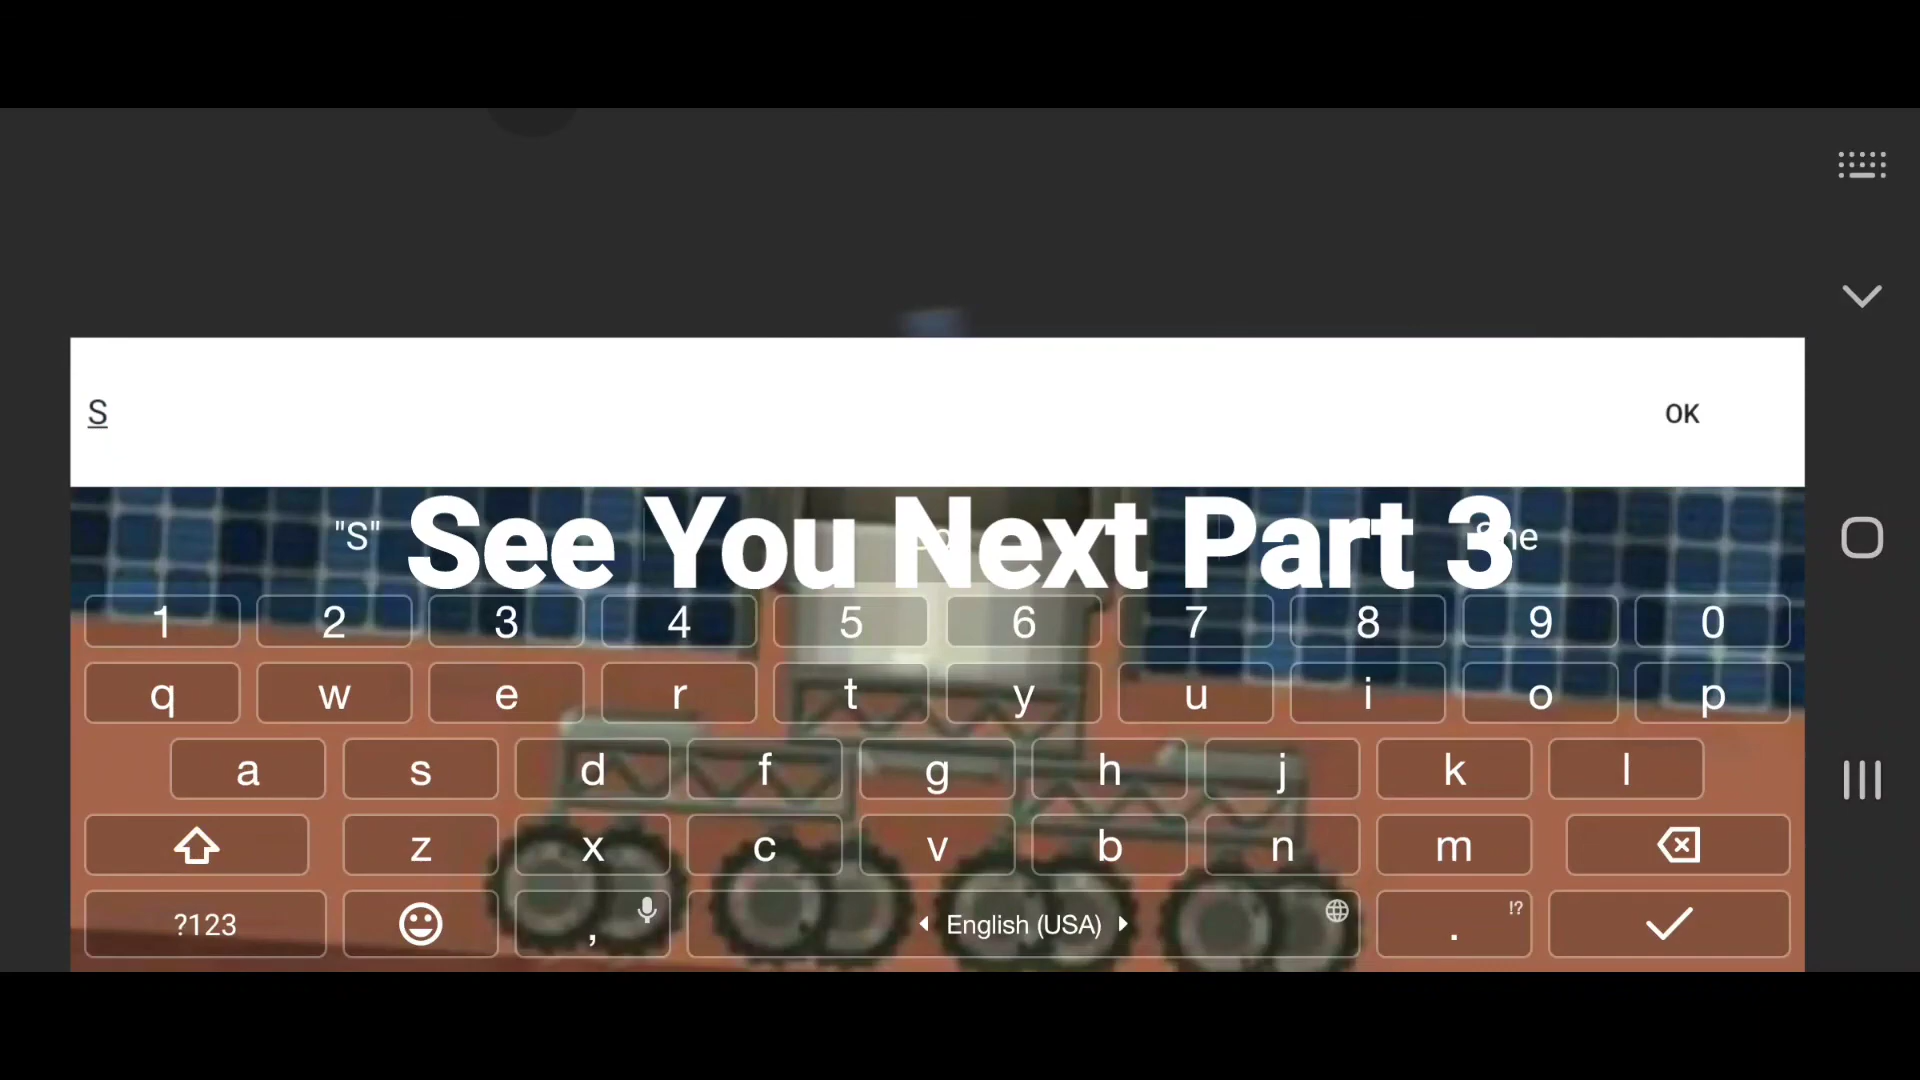 S
OK
"S" See You Next Part 3
1 2 3 4 5 6 7 8 9 0
q w e r t y u i o p
a s d f g h j k l
z x c v b n m
?123 , English (USA) . !?